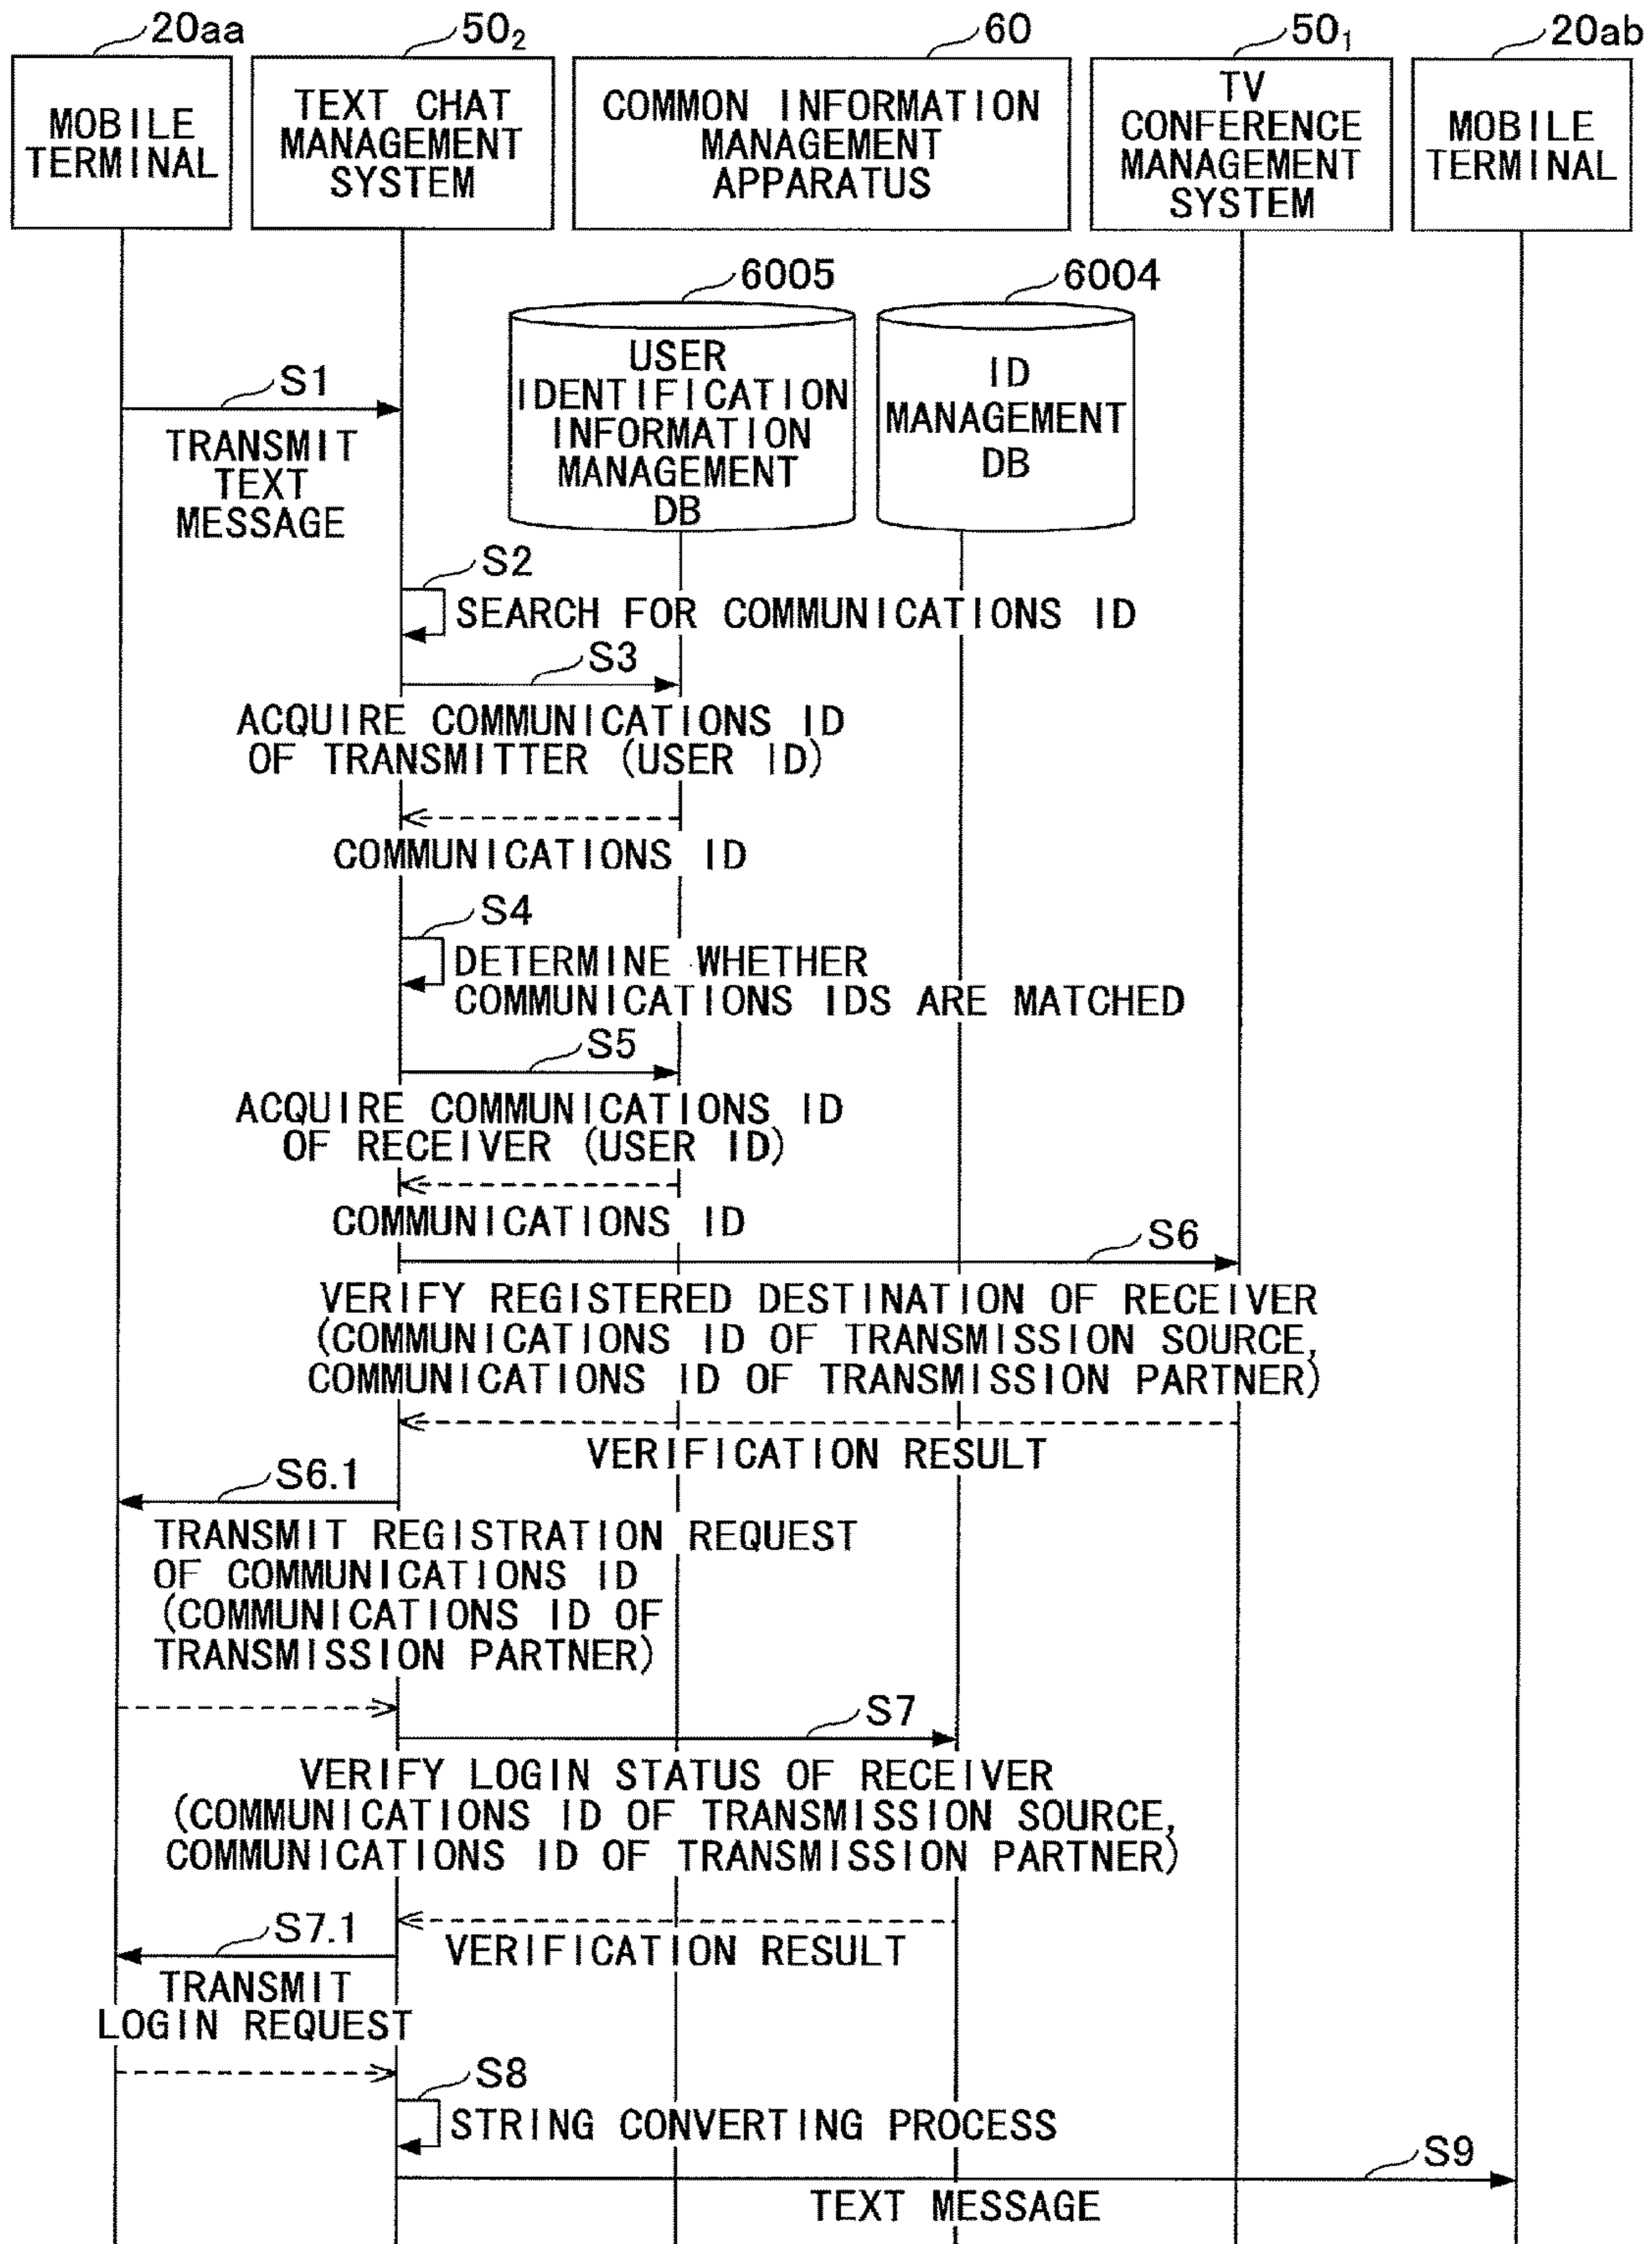 20aa
50₂
60
50₁
20ab
MOBILE
TERMINAL
TEXT CHAT
MANAGEMENT
SYSTEM
COMMON INFORMATION
MANAGEMENT
APPARATUS
TV
CONFERENCE
MANAGEMENT
SYSTEM
MOBILE
TERMINAL
6005
6004
USER
IDENTIFICATION
INFORMATION
MANAGEMENT
DB
ID
MANAGEMENT
DB
S1
TRANSMIT
TEXT
MESSAGE
S2
SEARCH FOR COMMUNICATIONS ID
S3
ACQUIRE COMMUNICATIONS ID
OF TRANSMITTER (USER ID)
COMMUNICATIONS ID
S4
DETERMINE WHETHER
COMMUNICATIONS IDS ARE MATCHED
S5
ACQUIRE COMMUNICATIONS ID
OF RECEIVER (USER ID)
COMMUNICATIONS ID
S6
VERIFY REGISTERED DESTINATION OF RECEIVER
(COMMUNICATIONS ID OF TRANSMISSION SOURCE,
COMMUNICATIONS ID OF TRANSMISSION PARTNER)
VERIFICATION RESULT
S6.1
TRANSMIT REGISTRATION REQUEST
OF COMMUNICATIONS ID
(COMMUNICATIONS ID OF
TRANSMISSION PARTNER)
S7
VERIFY LOGIN STATUS OF RECEIVER
(COMMUNICATIONS ID OF TRANSMISSION SOURCE,
COMMUNICATIONS ID OF TRANSMISSION PARTNER)
VERIFICATION RESULT
S7.1
TRANSMIT
LOGIN REQUEST
S8
STRING CONVERTING PROCESS
S9
TEXT MESSAGE